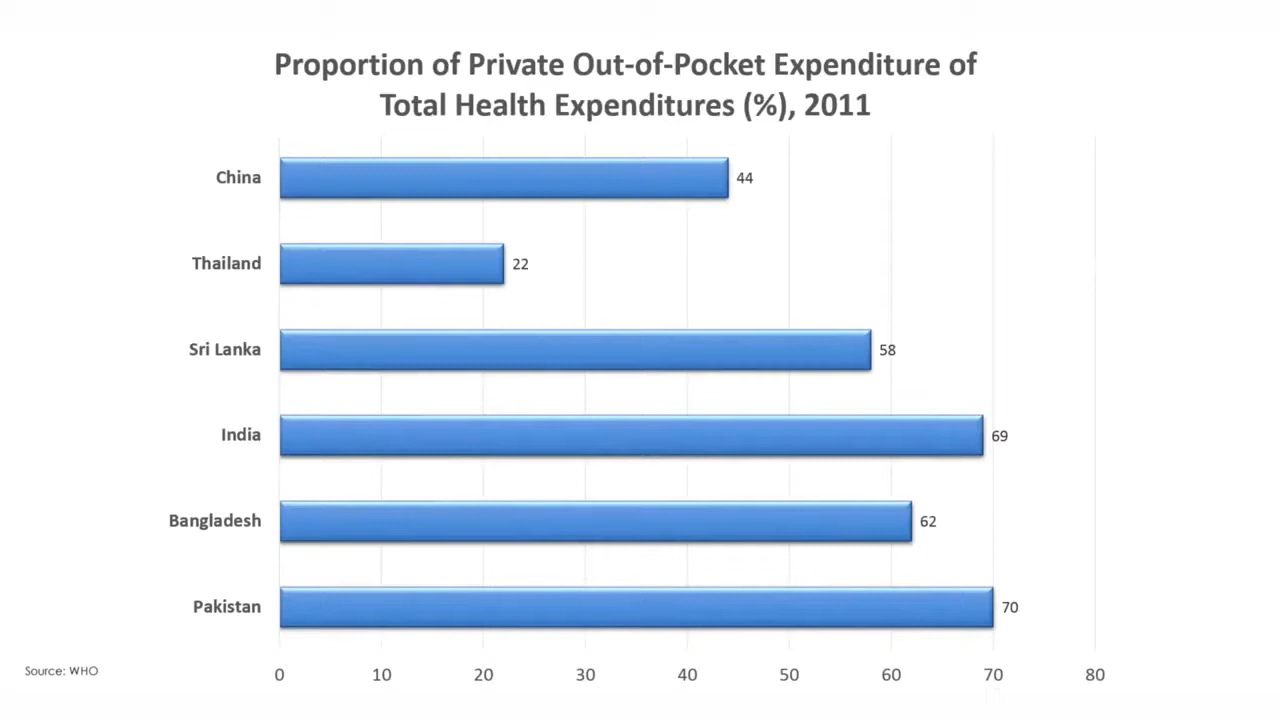 Proportion of Private Out-of-Pocket Expenditure of
Total Health Expenditures (%), 2011
China
44
Thailand
22
Sri Lanka
58
India
69
Bangladesh
62
Pakistan
70
0 10 20 30 40 50 60 70 80
Source: WHO